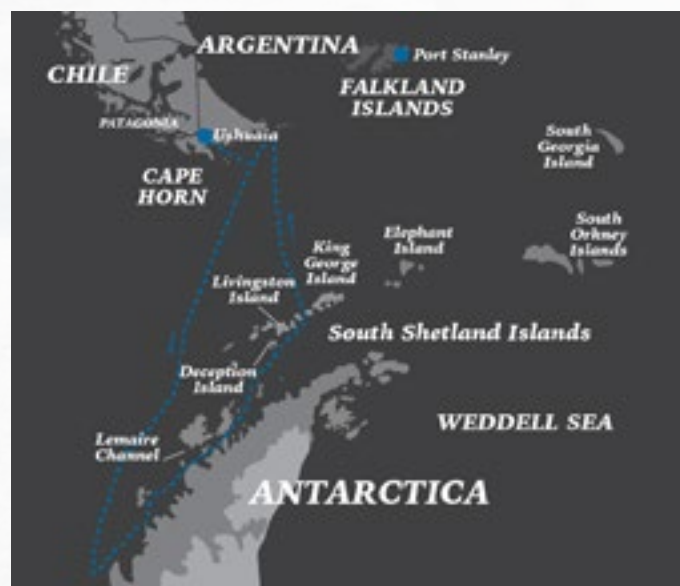 ARGENTINA
Port Stanley
CHILE
FALKLAND
ISLANDS
PATAGONIA
Ushuaia
South
Georgia
Island
CAPE
HORN
Elephant
Island
South
Orkney
Islands
King
George
Island
Livingston
Island
South Shetland Islands
Deception
Island
WEDDELL SEA
Lemaire
Channel
ANTARCTICA